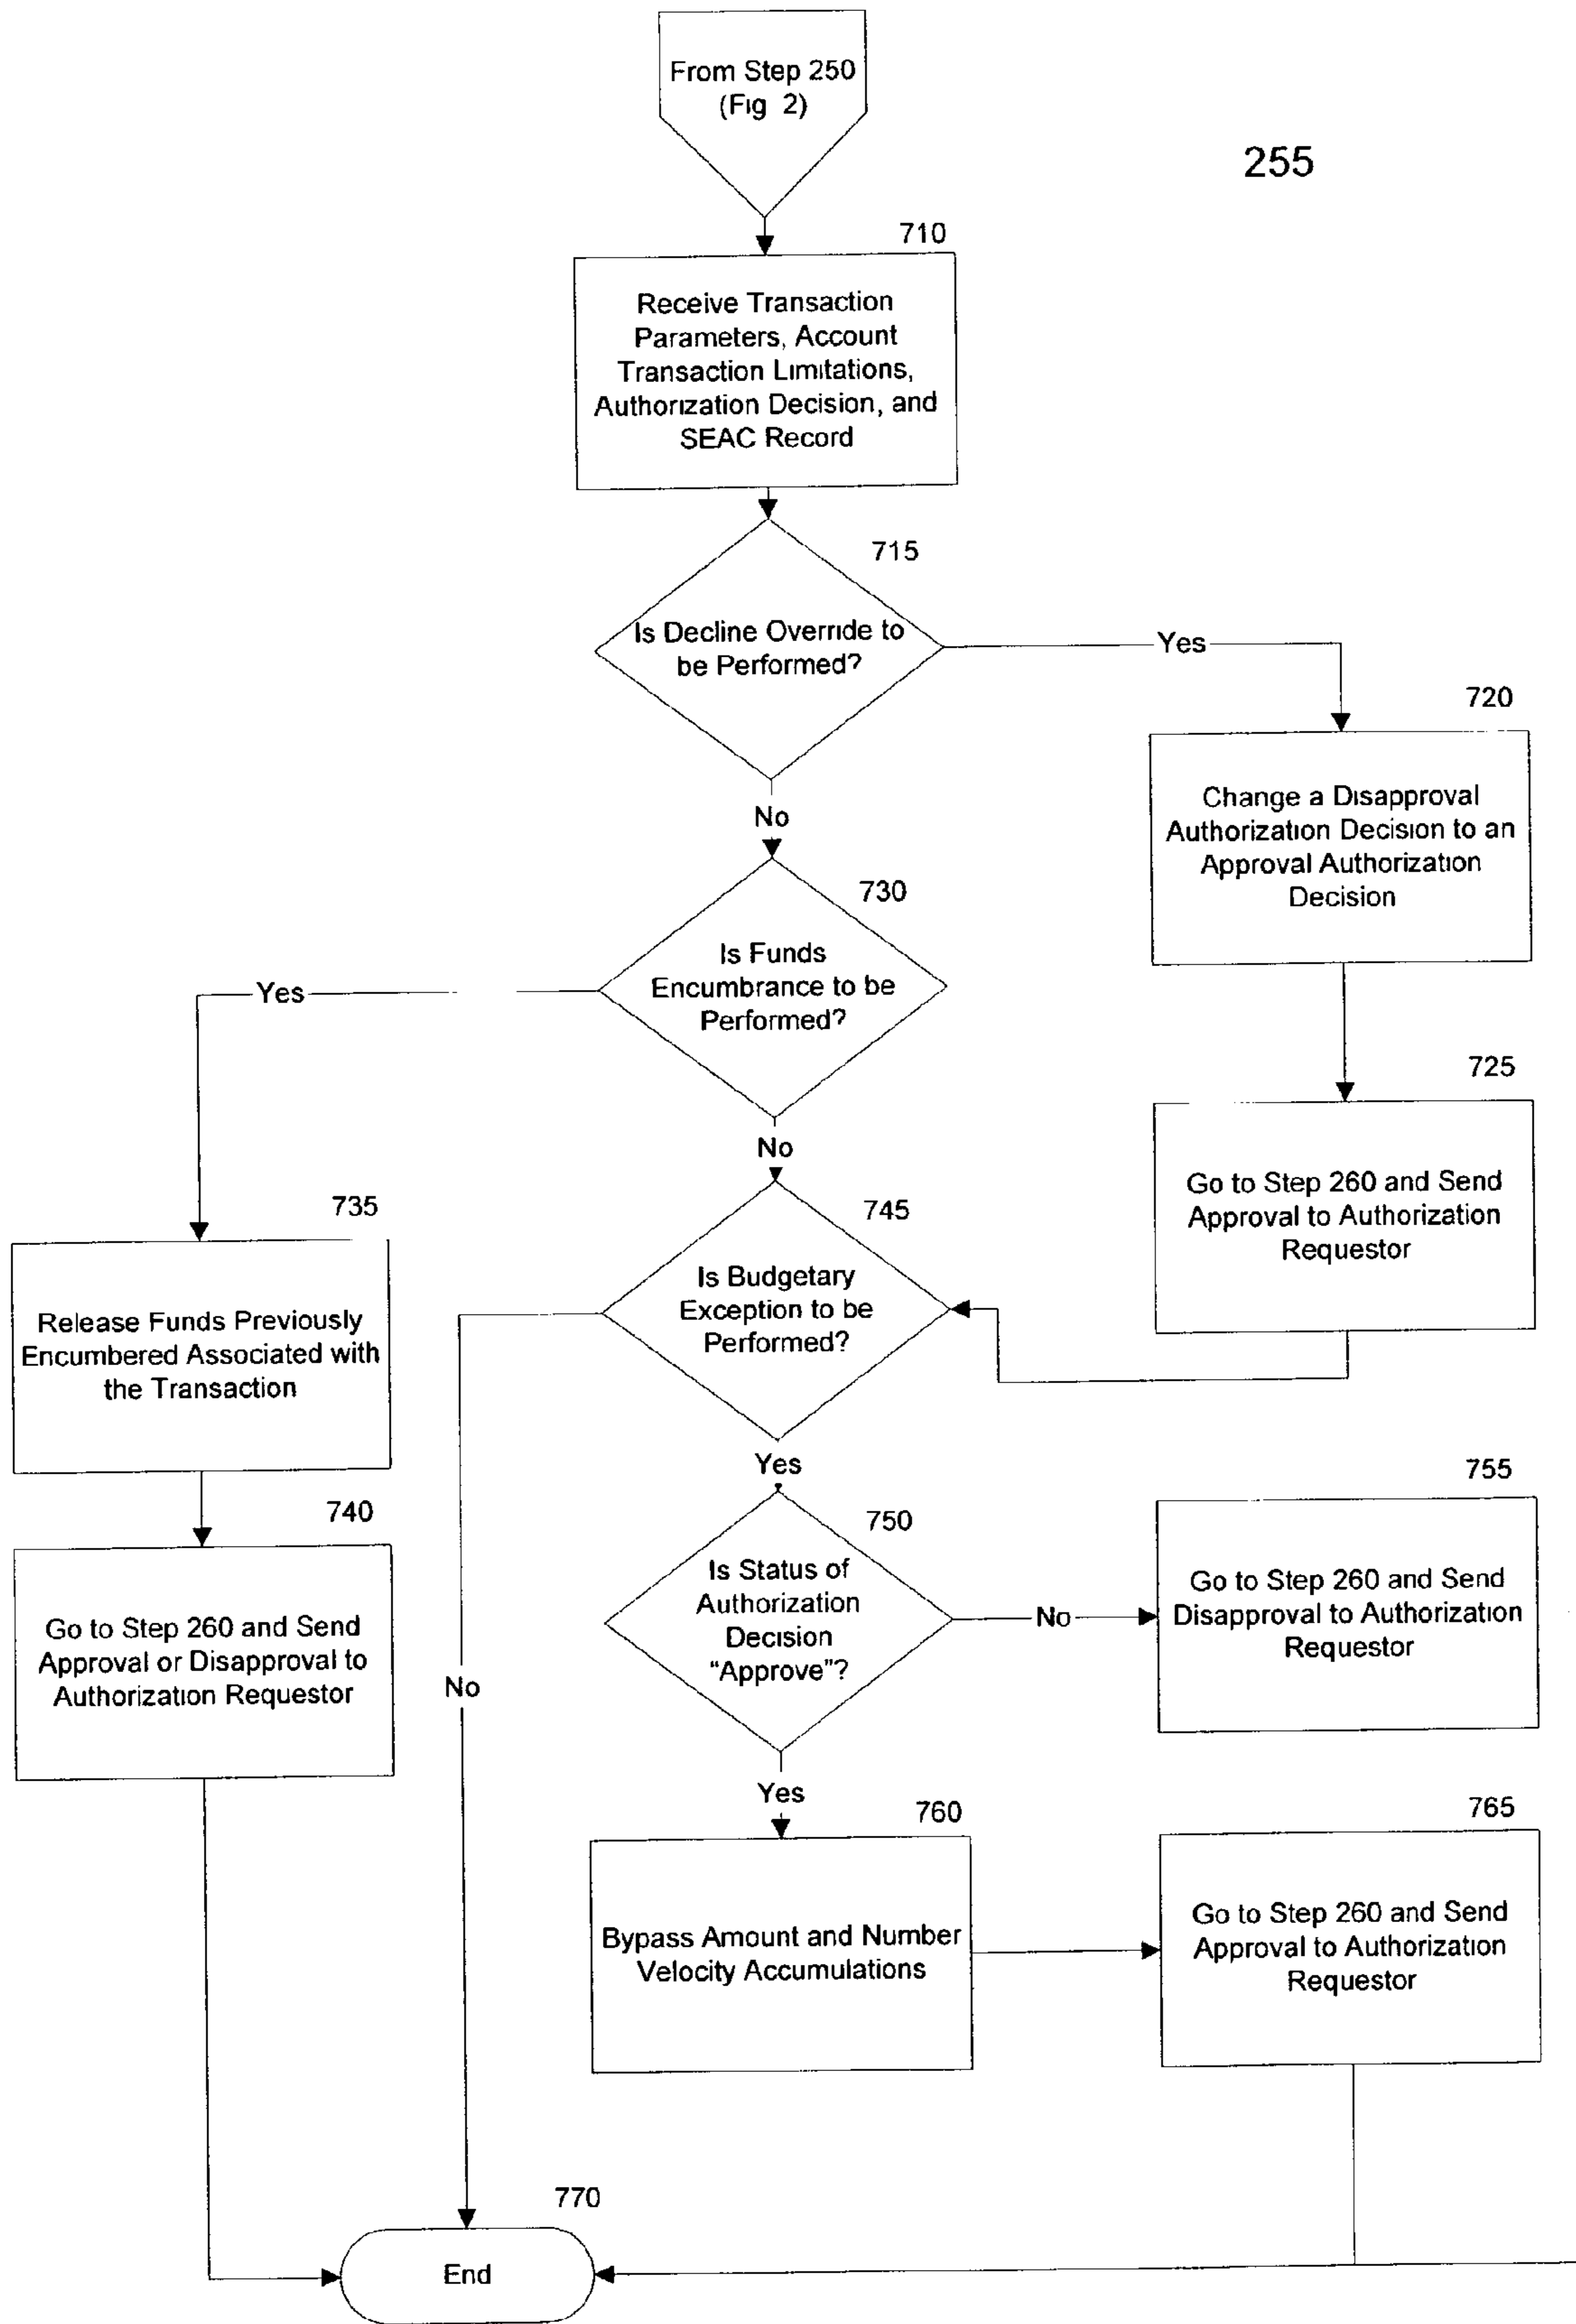 From Step 250
(Fig 2)
255
710
Receive Transaction
Parameters, Account
Transaction Limitations,
Authorization Decision, and
SEAC Record
715
Is Decline Override to
be Performed?
Yes
720
Change a Disapproval
Authorization Decision to an
Approval Authorization
Decision
No
730
Is Funds
Encumbrance to be
Performed?
Yes
725
Go to Step 260 and Send
Approval to Authorization
Requestor
No
735
Release Funds Previously
Encumbered Associated with
the Transaction
745
Is Budgetary
Exception to be
Performed?
No
Yes
740
Go to Step 260 and Send
Approval or Disapproval to
Authorization Requestor
750
Is Status of
Authorization
Decision
“Approve”?
No
755
Go to Step 260 and Send
Disapproval to Authorization
Requestor
Yes
760
Bypass Amount and Number
Velocity Accumulations
765
Go to Step 260 and Send
Approval to Authorization
Requestor
770
End